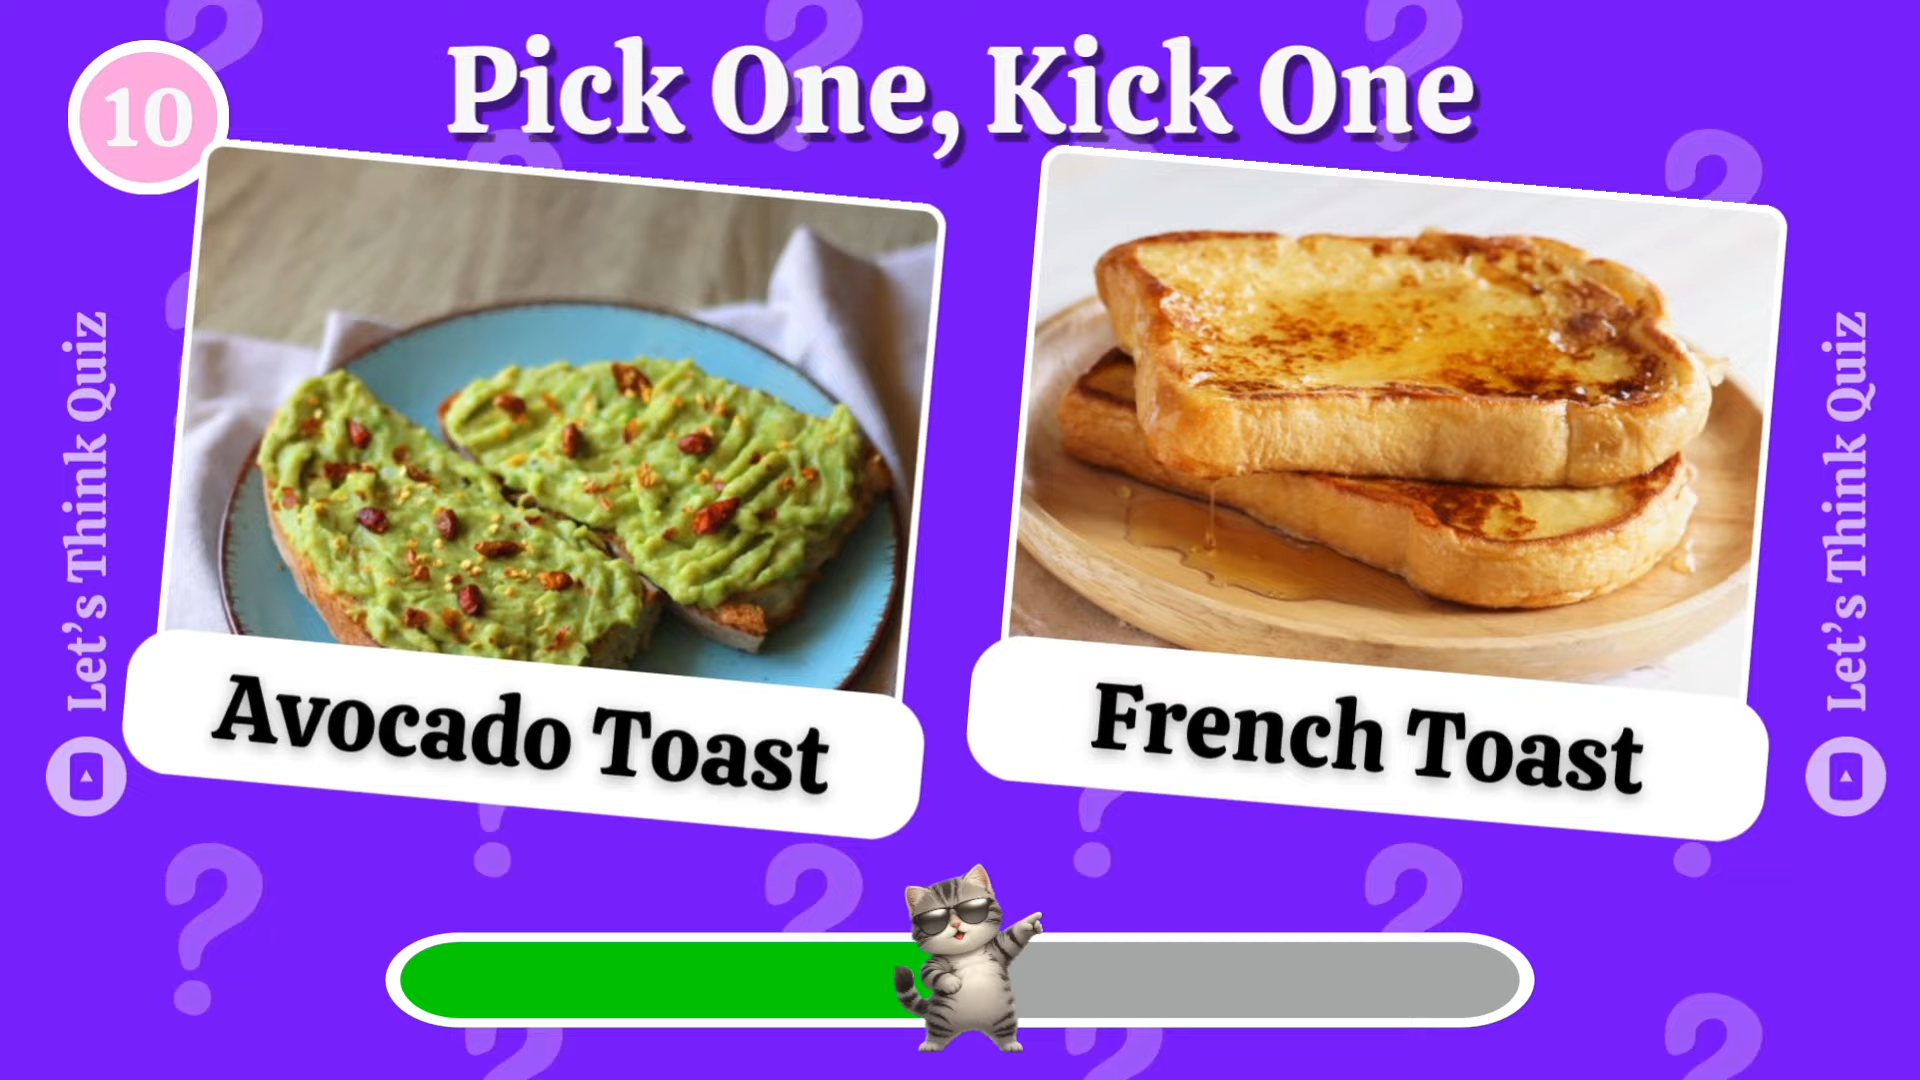 Pick One, Kick One
10
Avocado Toast
French Toast
Let's Think Quiz
Let's Think Quiz